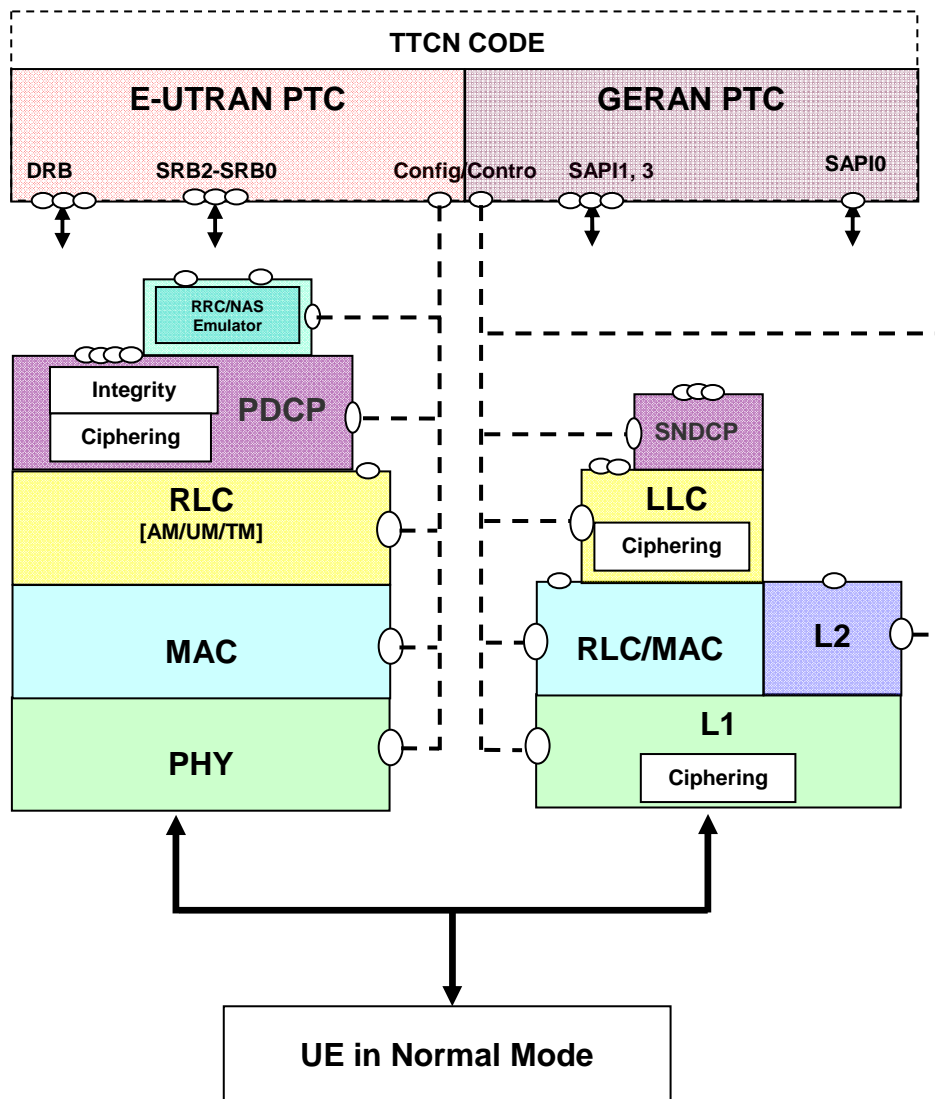 TTCN CODE
E-UTRAN PTC
GERAN PTC
DRB
SRB2-SRB0
Config/Contro
SAPI1, 3
SAPI0
RRC/NAS
Emulator
Integrity
PDCP
Ciphering
SNDCP
RLC
[AM/UM/TM]
LLC
Ciphering
MAC
RLC/MAC
L2
PHY
L1
Ciphering
UE in Normal Mode